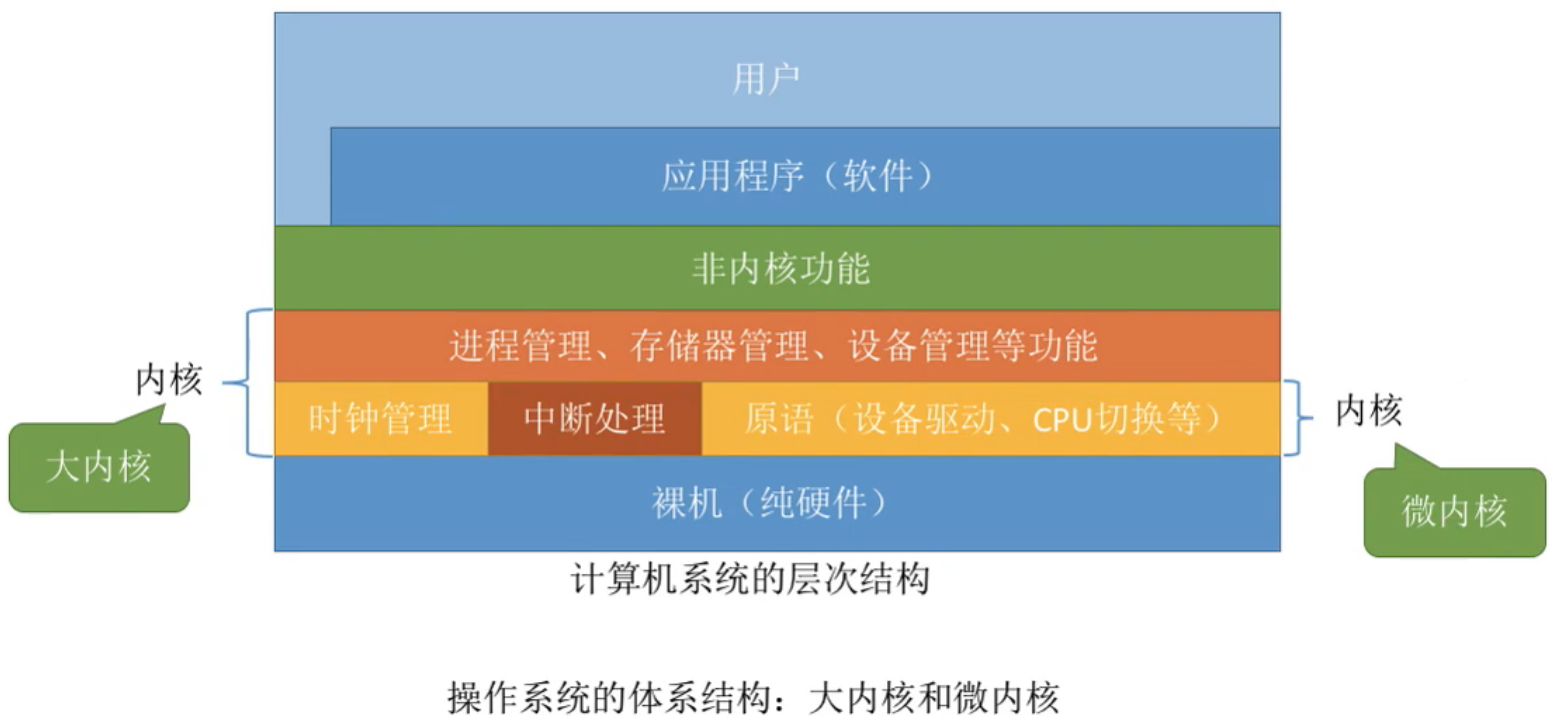 用户
应用程序（软件）
非内核功能
进程管理、存储器管理、设备管理等功能
内核
时钟管理
中断处理
原语（设备驱动、CPU切换等）
内核
大内核
裸机（纯硬件）
微内核
计算机系统的层次结构
操作系统的体系结构：大内核和微内核